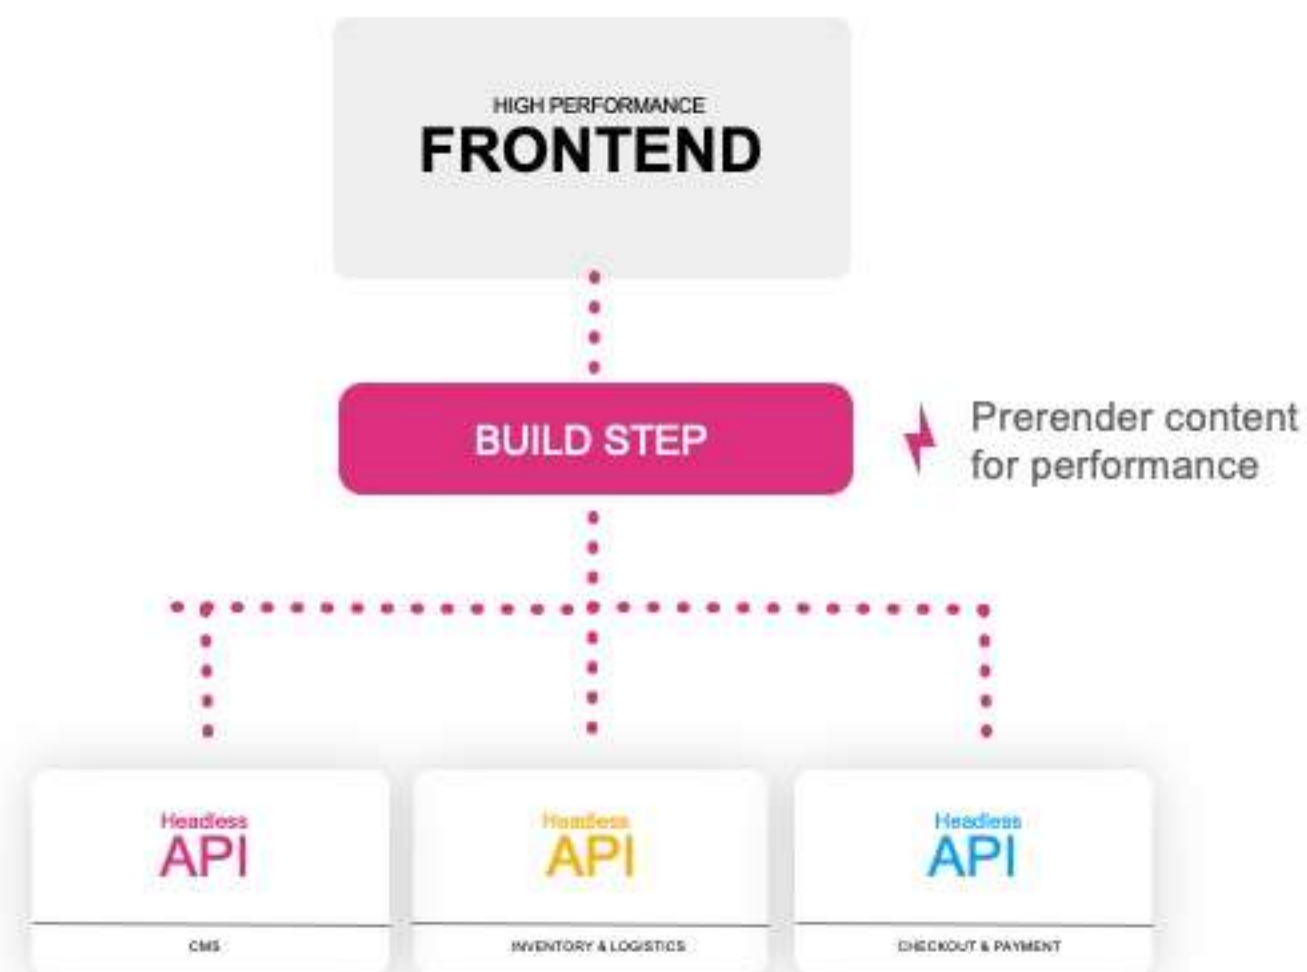 HIGH PERFORMANCE
FRONTEND
BUILD STEP
Prerender content
for performance
Headless
API
CMS
Headless
API
INVENTORY & LOGISTICS
Headless
API
CHECKOUT & PAYMENT